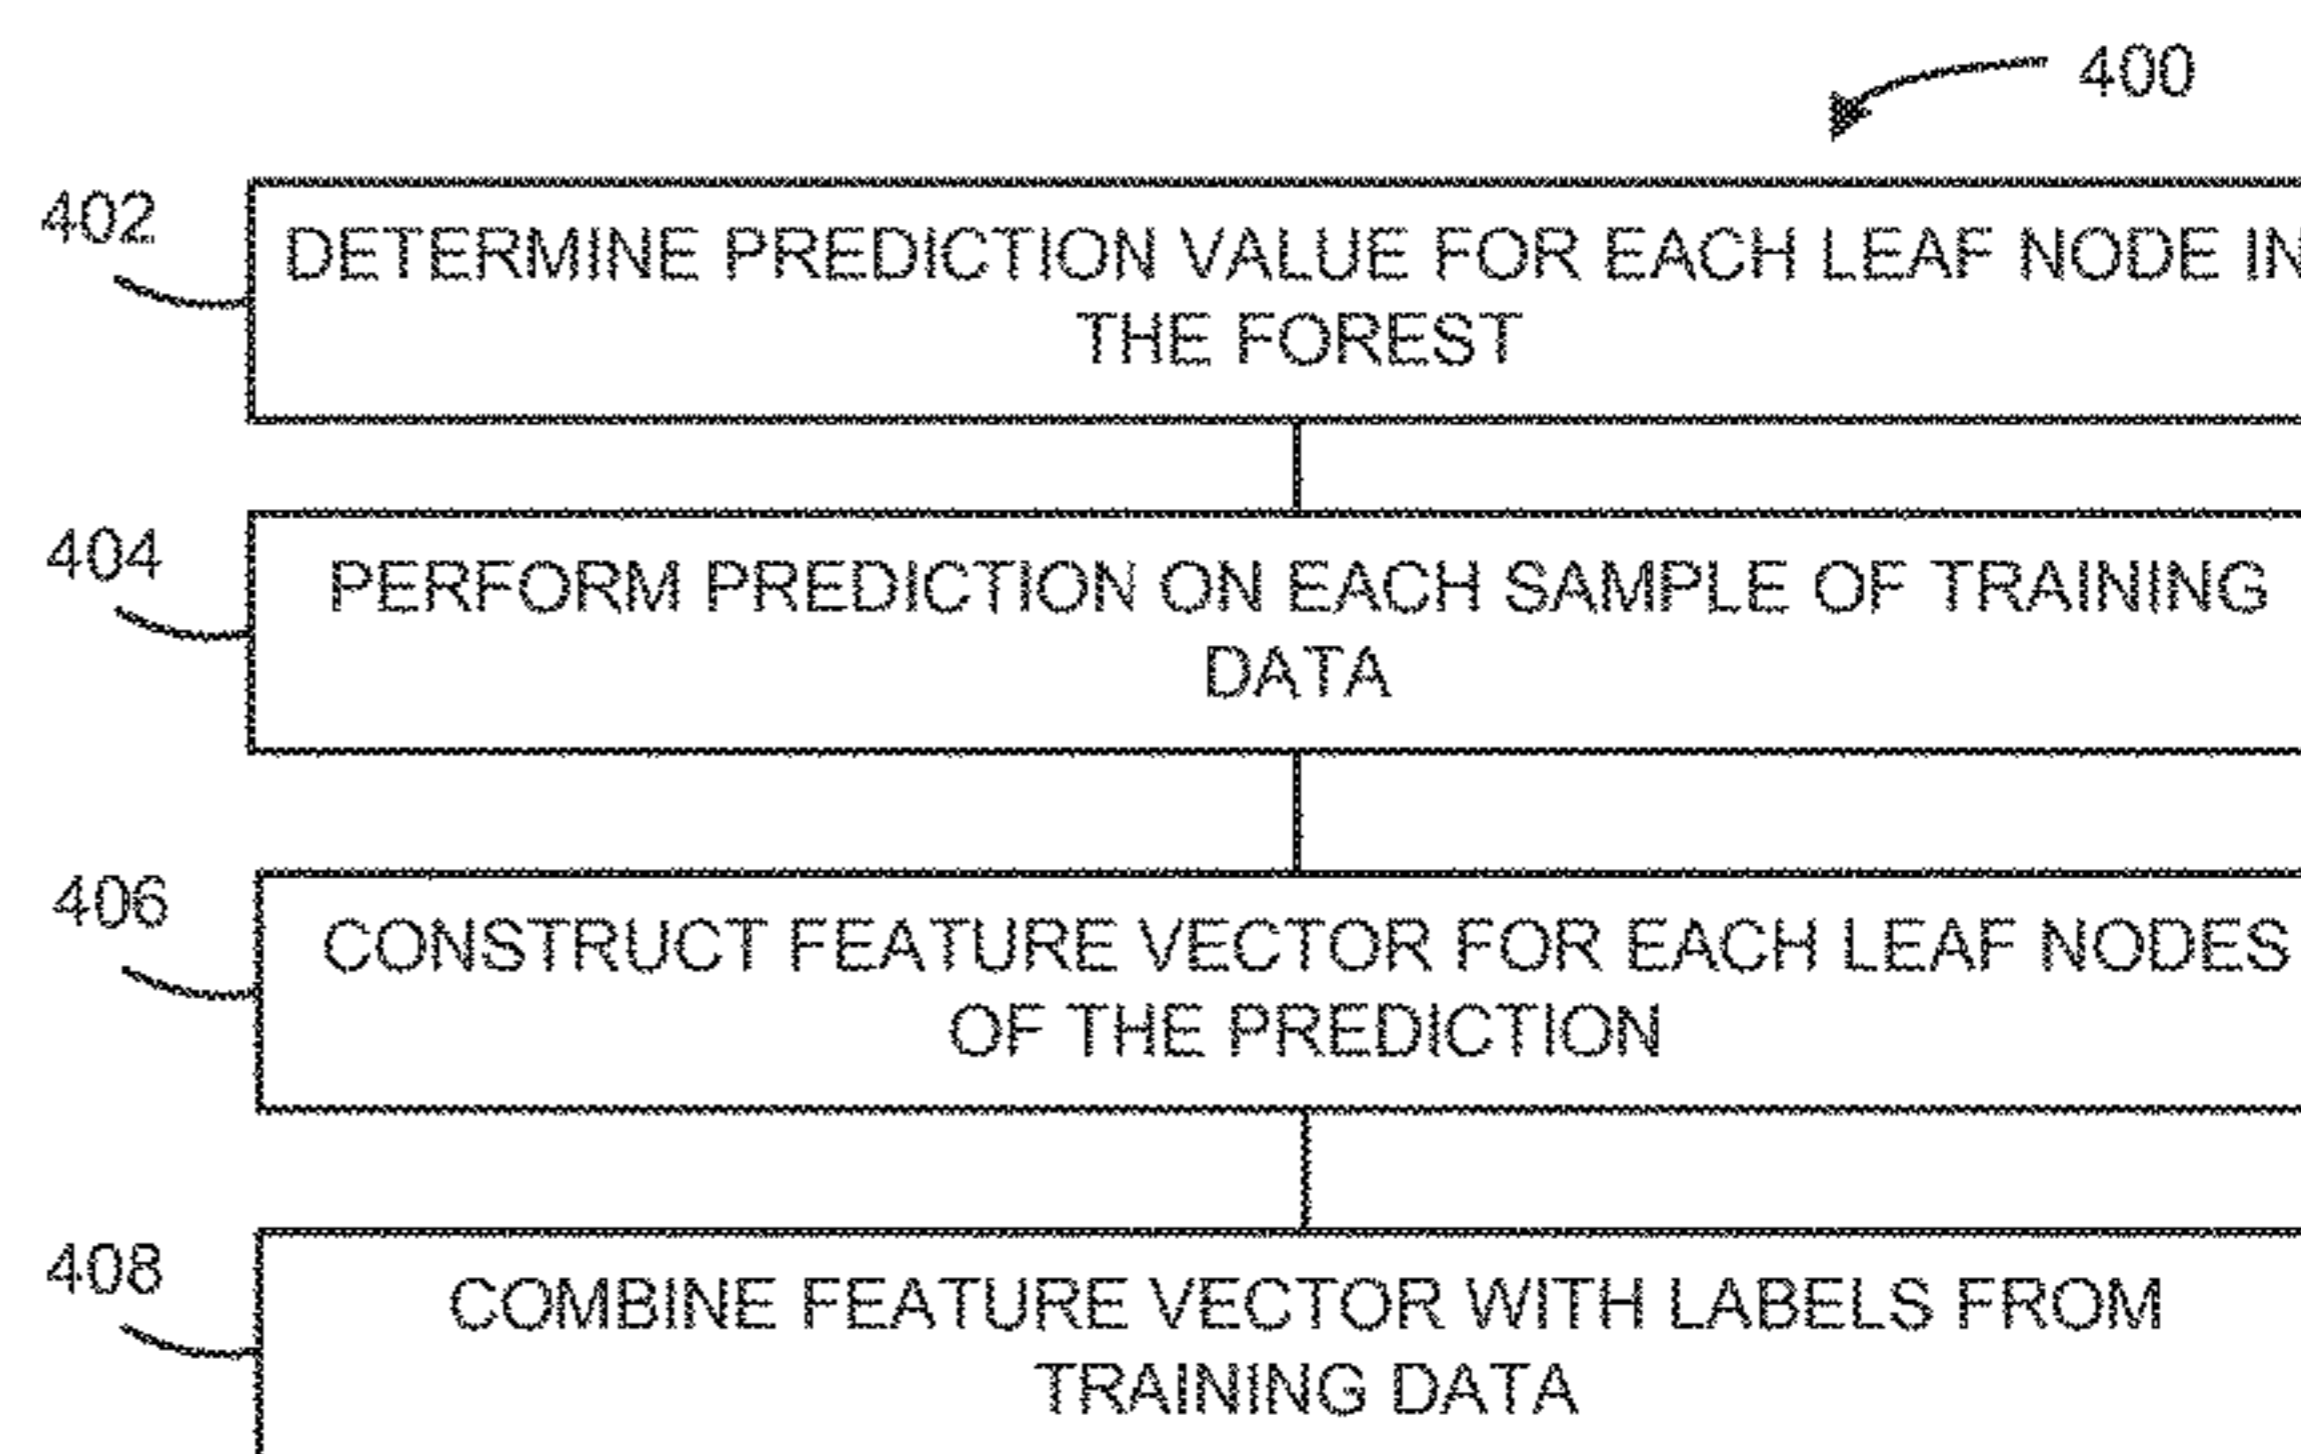 400
402
DETERMINE PREDICTION VALUE FOR EACH LEAF NODE IN
THE FOREST
404
PERFORM PREDICTION ON EACH SAMPLE OF TRAINING
DATA
406
CONSTRUCT FEATURE VECTOR FOR EACH LEAF NODES
OF THE PREDICTION
408
COMBINE FEATURE VECTOR WITH LABELS FROM
TRAINING DATA